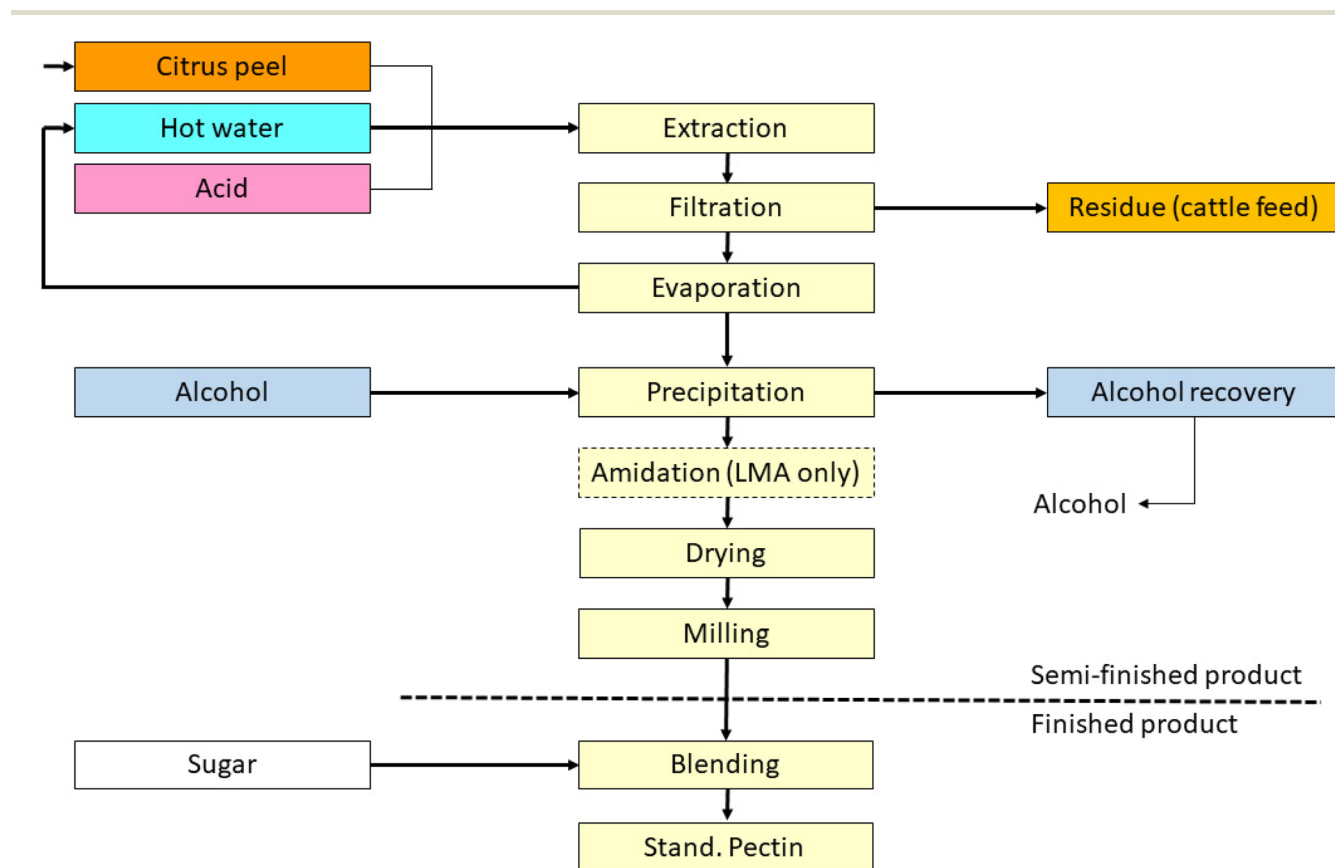 Citrus peel
Hot water
Extraction
Acid
Filtration
Residue (cattle feed)
Evaporation
Alcohol
Precipitation
Alcohol recovery
Amidation (LMA only)
Alcohol
Drying
Milling
Semi-finished product
Finished product
Sugar
Blending
Stand. Pectin